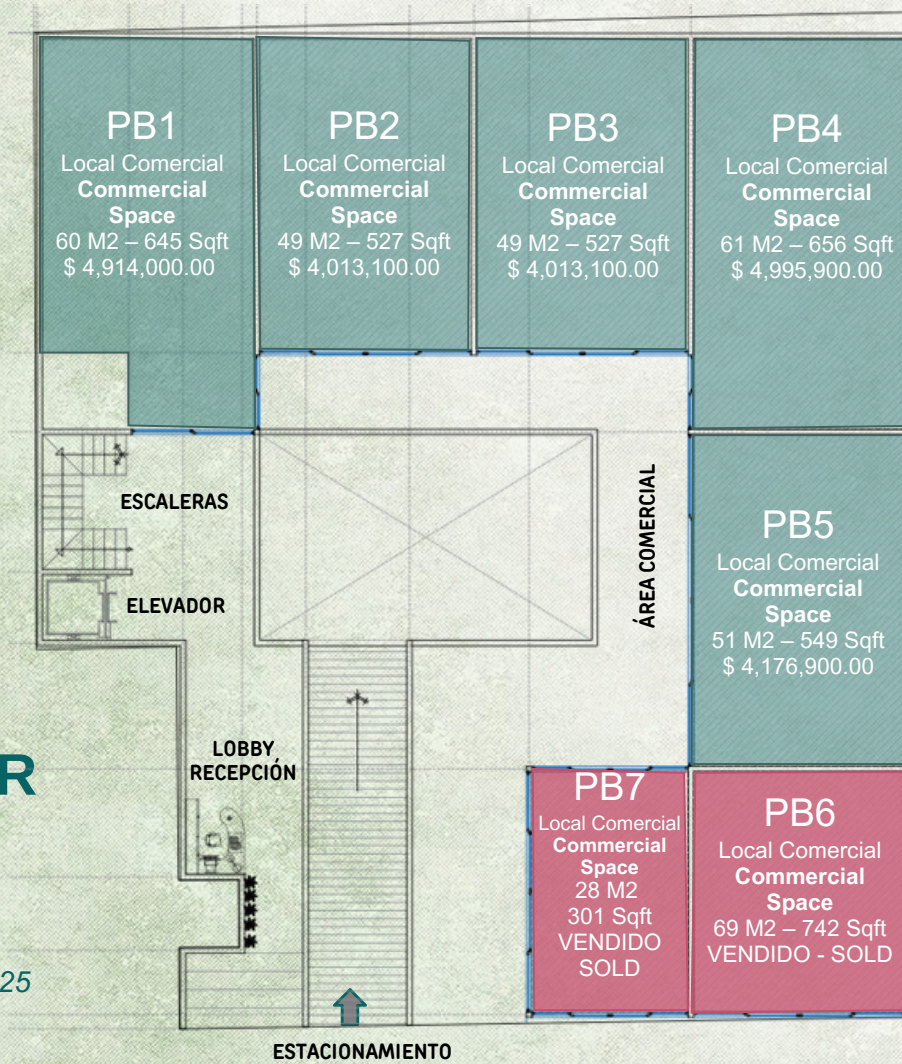 PB1
Local Comercial
Commercial
Space
60 M2 – 645 Sqft
$ 4,914,000.00
PB2
Local Comercial
Commercial
Space
49 M2 – 527 Sqft
$ 4,013,100.00
PB3
Local Comercial
Commercial
Space
49 M2 – 527 Sqft
$ 4,013,100.00
PB4
Local Comercial
Commercial
Space
61 M2 – 656 Sqft
$ 4,995,900.00
ESCALERAS
ELEVADOR
ÁREA COMERCIAL
PB5
Local Comercial
Commercial
Space
51 M2 – 549 Sqft
$ 4,176,900.00
LOBBY
RECEPCIÓN
R
PB7
Local Comercial
Commercial
Space
28 M2
301 Sqft
VENDIDO
SOLD
PB6
Local Comercial
Commercial
Space
69 M2 – 742 Sqft
VENDIDO - SOLD
25
ESTACIONAMIENTO